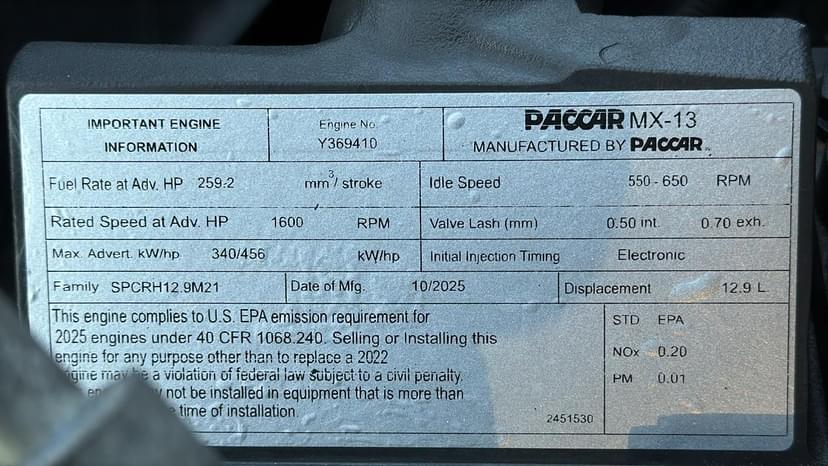 IMPORTANT ENGINE
INFORMATION
Engine No.
Y369410
PACCAR MX-13
MANUFACTURED BY PACCAR
Fuel Rate at Adv. HP 259.2 mm³/ stroke
Idle Speed 550 - 650 RPM
Rated Speed at Adv. HP 1600 RPM
Valve Lash (mm) 0.50 int. 0.70 exh.
Max. Advert. kW/hp 340/456 kW/hp
Initial Injection Timing Electronic
Family SPCRH12.9M21
Date of Mfg. 10/2025
Displacement 12.9 L
This engine complies to U.S. EPA emission requirement for
2025 engines under 40 CFR 1068.240. Selling or Installing this
engine for any purpose other than to replace a 2022
engine may be a violation of federal law subject to a civil penalty.
not be installed in equipment that is more than
time of installation.
2451530
STD EPA
NOx 0.20
PM 0.01